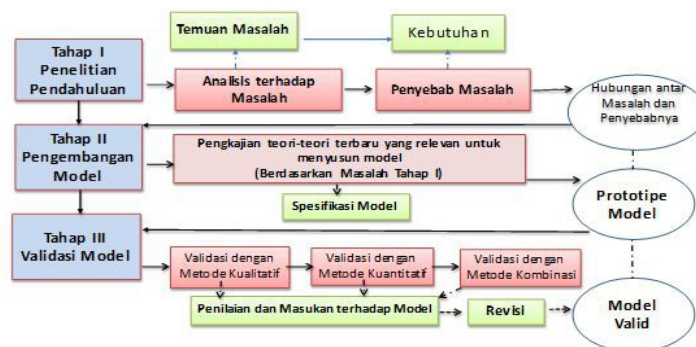 Temuan Masalah
Kebutuhan
Tahap I
Penelitian
Pendahuluan
Analisis terhadap
Masalah
Penyebab Masalah
Hubungan antar
Masalah dan
Penyebabnya
Tahap II
Pengembangan
Model
Pengkajian teori-teori terbaru yang relevan untuk
menyusun model
(Berdasarkan Masalah Tahap I)
Spesifikasi Model
Prototipe
Model
Tahap III
Validasi Model
Validasi dengan
Metode Kualitatif
Validasi dengan
Metode Kuantitatif
Validasi dengan
Metode Kombinasi
Penilaian dan Masukan terhadap Model
Revisi
Model
Valid